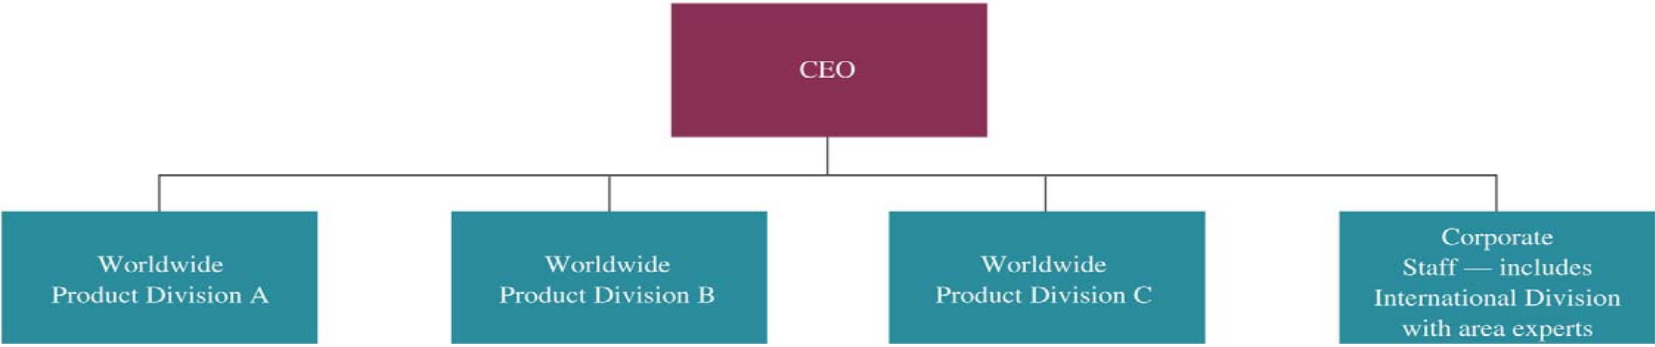 CEO
Worldwide
Product Division A
Worldwide
Product Division B
Worldwide
Product Division C
Corporate
Staff — includes
International Division
with area experts